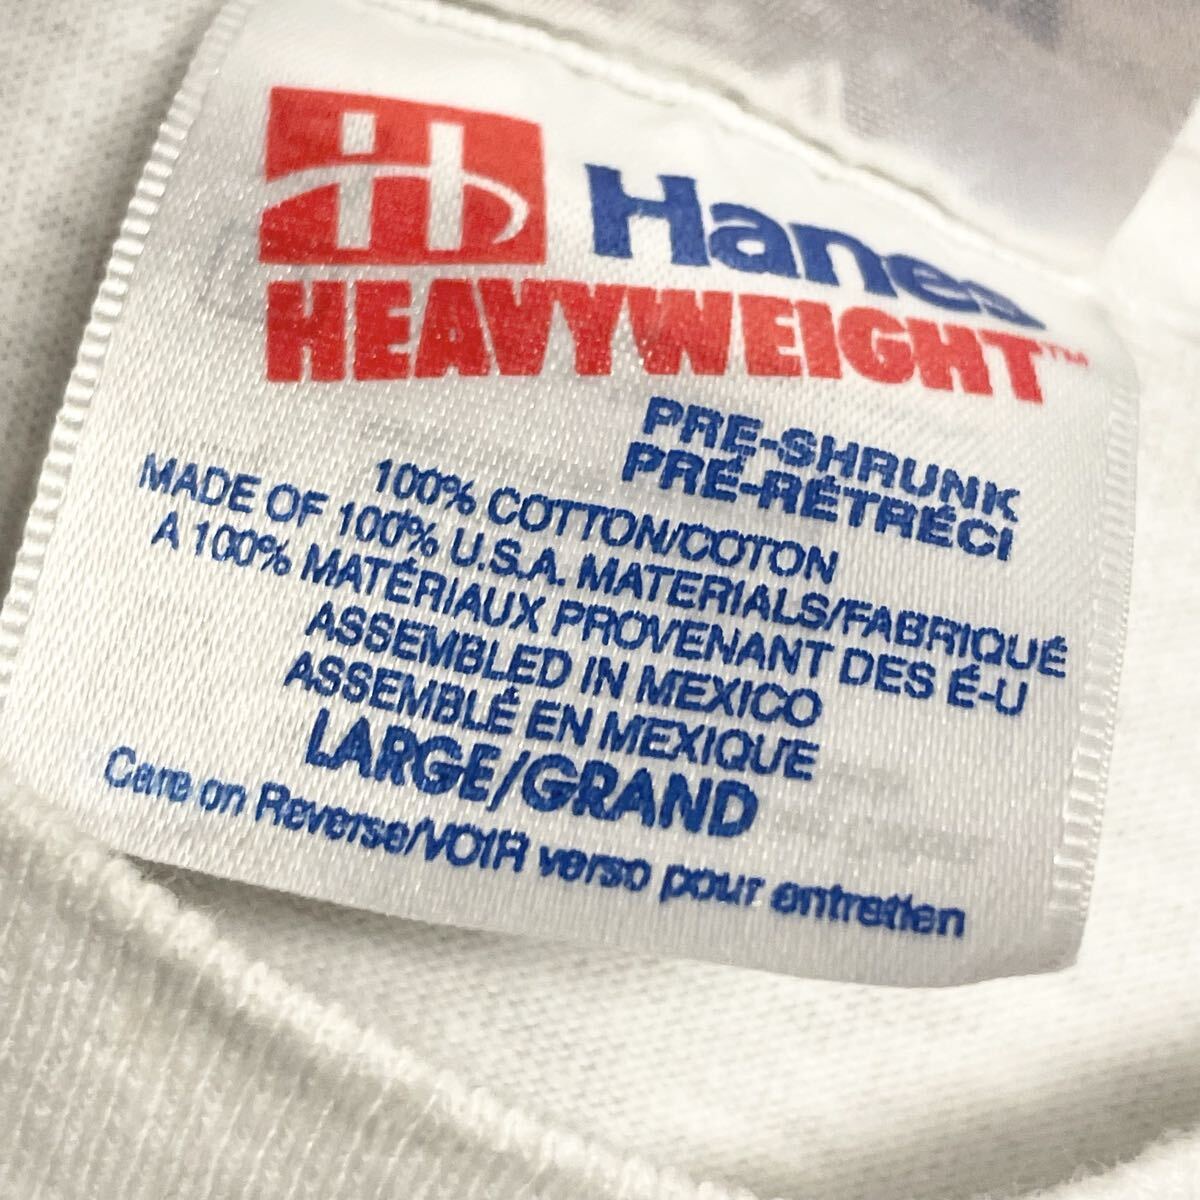 H Hanes
HEAVYWEIGHT™
PRE-SHRUNK
PRÉ-RÉTRÉCI
100% COTTON/COTON
MADE OF 100% U.S.A. MATERIALS/FABRIQUÉ
A 100% MATÉRIAUX PROVENANT DES É-U
ASSEMBLED IN MEXICO
ASSEMBLÉ EN MEXIQUE
LARGE/GRAND
Care on Reverse/VOIR verso pour entretien